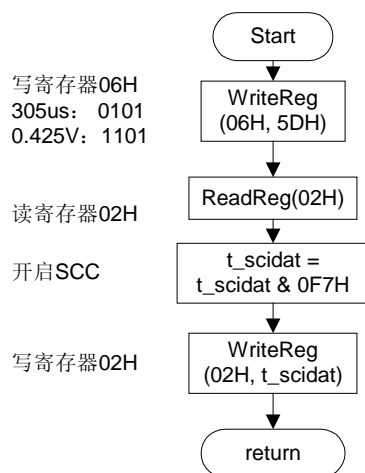 Start
写寄存器06H
305us： 0101
0.425V：1101
WriteReg
(06H, 5DH)
ReadReg(02H)
读寄存器02H
开启SCC
t_scidat =
t_scidat & 0F7H
写寄存器02H
WriteReg
(02H, t_scidat)
return